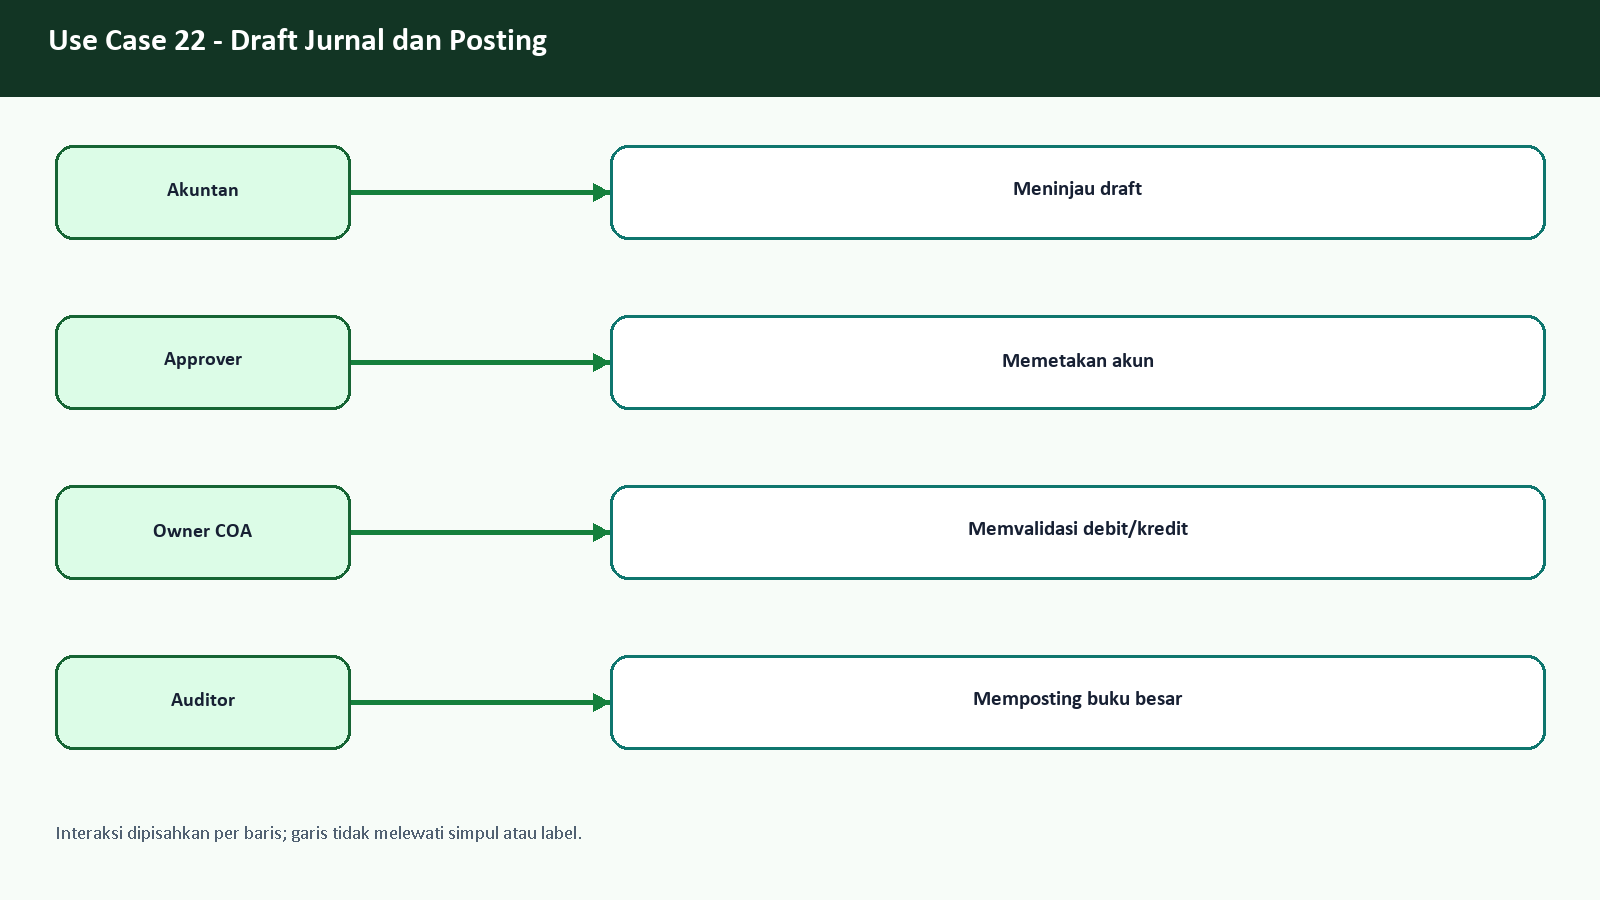 Use Case 22 - Draft Jurnal dan Posting
Akuntan
Meninjau draft
Approver
Memetakan akun
Owner COA
Memvalidasi debit/kredit
Auditor
Memposting buku besar
Interaksi dipisahkan per baris; garis tidak melewati simpul atau label.